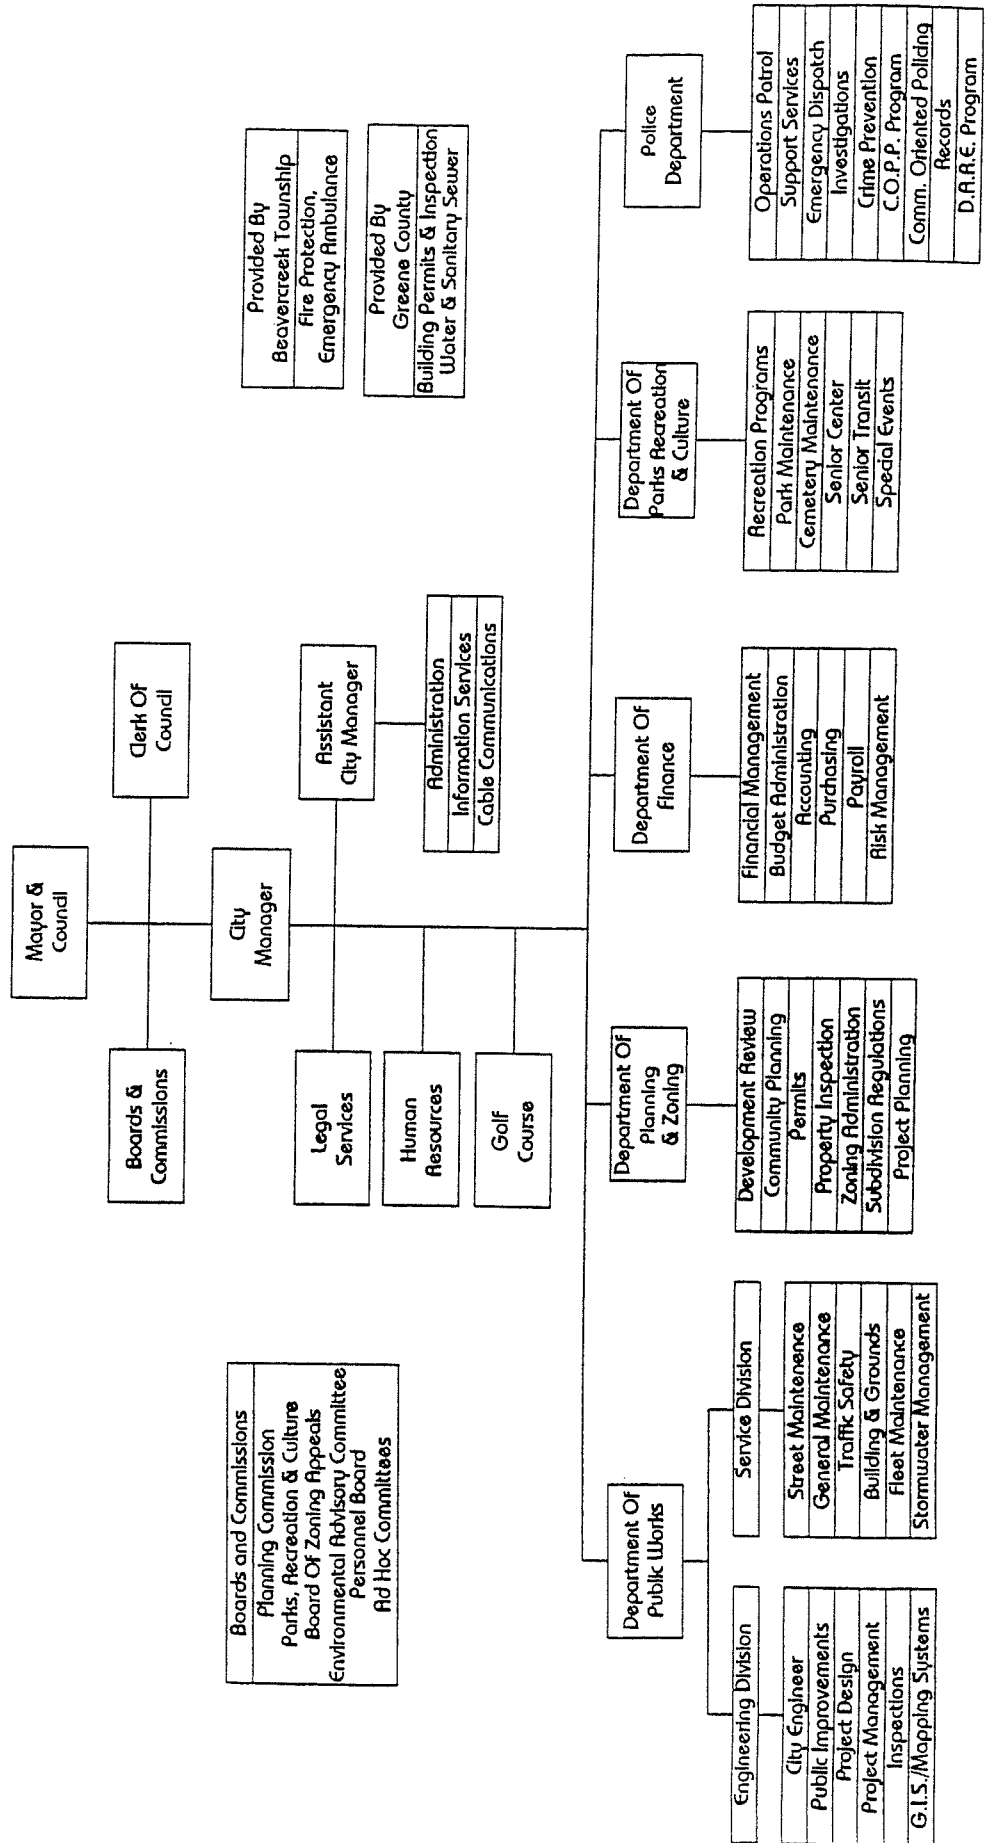 Mayor &
Council
Boards &
Commissions
Clerk Of
Council
City
Manager
Legal
Services
Assistant
City Manager
Administration
Information Services
Cable Communications
Human
Resources
Golf
Course
Boards and Commissions
Planning Commission
Parks, Recreation & Culture
Board Of Zoning Appeals
Environmental Advisory Committee
Personnel Board
Ad Hoc Committees
Provided By
Beavercreek Township
Fire Protection,
Emergency Ambulance
Provided By
Greene County
Building Permits & Inspection
Water & Sanitary Sewer
Department Of
Public Works
Engineering Division
City Engineer
Public Improvements
Project Design
Project Management
Inspections
G.I.S./Mapping Systems
Service Division
Street Maintenence
General Maintenance
Traffic Safety
Building & Grounds
Fleet Maintenance
Stormwater Management
Department Of
Planning
& Zoning
Development Review
Community Planning
Permits
Property Inspection
Zoning Administration
Subdivision Regulations
Project Planning
Department Of
Finance
Financial Management
Budget Administration
Accounting
Purchasing
Payroll
Risk Management
Department Of
Parks Recreation
& Culture
Recreation Programs
Park Maintenance
Cemetery Maintenance
Senior Center
Senior Transit
Special Events
Police
Department
Operations Patrol
Support Services
Emergency Dispatch
Investigations
Crime Prevention
C.O.P.P. Program
Comm. Oriented Policing
Records
D.A.R.E. Program